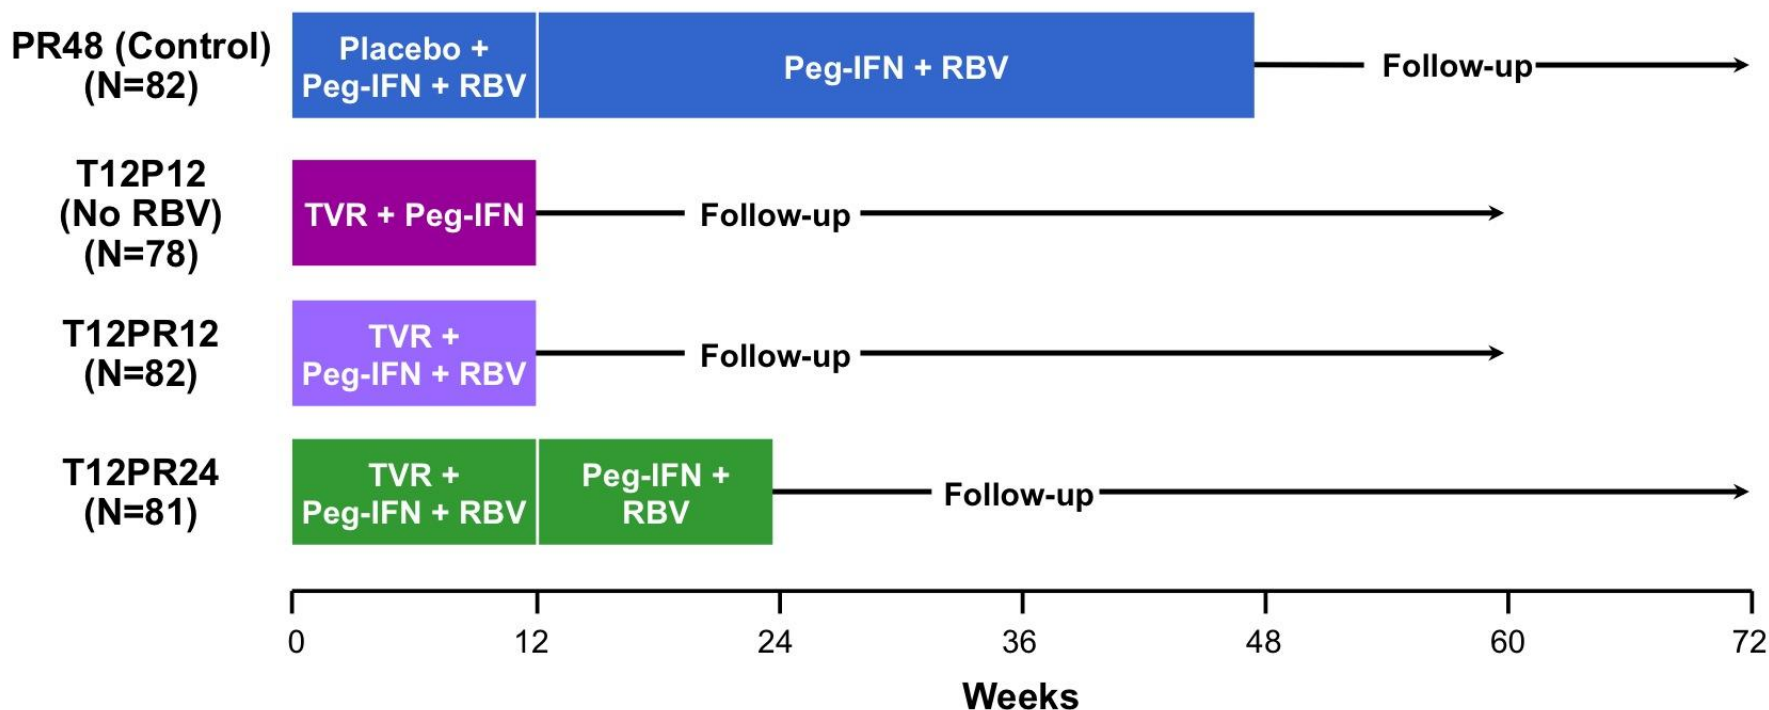 PR48 (Control)
(N=82)
Placebo +
Peg-IFN + RBV
Peg-IFN + RBV
Follow-up
T12P12
(No RBV)
(N=78)
TVR + Peg-IFN
Follow-up
T12PR12
(N=82)
TVR +
Peg-IFN + RBV
Follow-up
T12PR24
(N=81)
TVR +
Peg-IFN + RBV
Peg-IFN +
RBV
Follow-up
0 12 24 36 48 60 72
Weeks